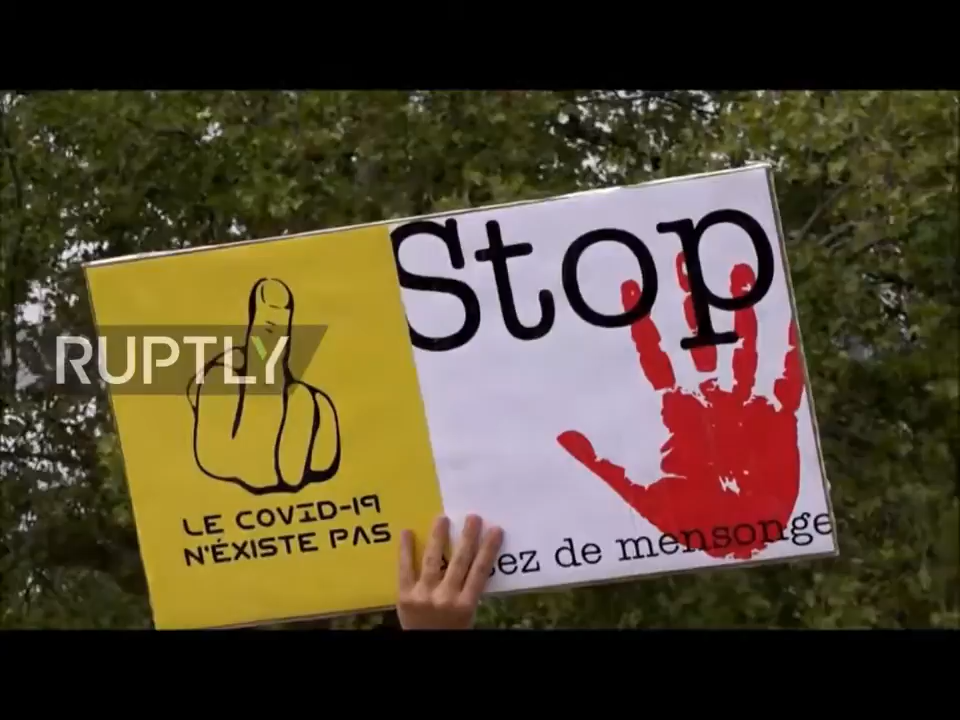 RUPTLY
LE COVID-19
N'ÉXISTE PAS
Stop
de mensonge